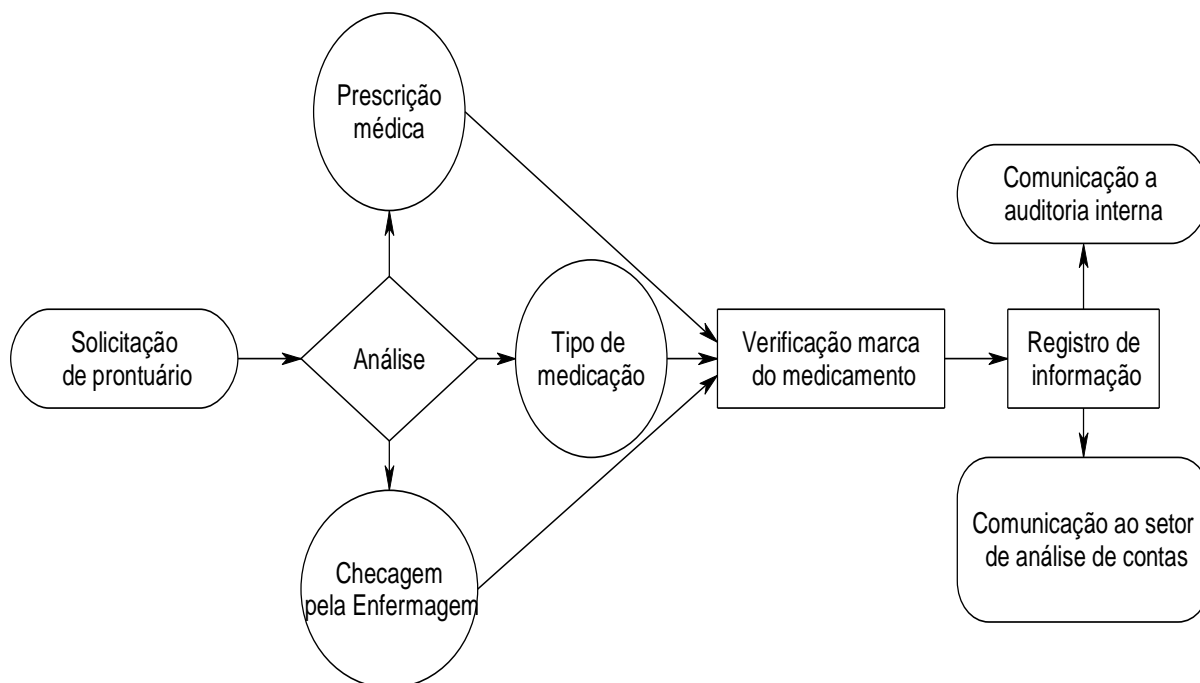 Solicitação
de prontuário
Análise
Prescrição
médica
Tipo de
medicação
Checagem
pela Enfermagem
Verificação marca
do medicamento
Registro de
informação
Comunicação a
auditoria interna
Comunicação ao setor
de análise de contas